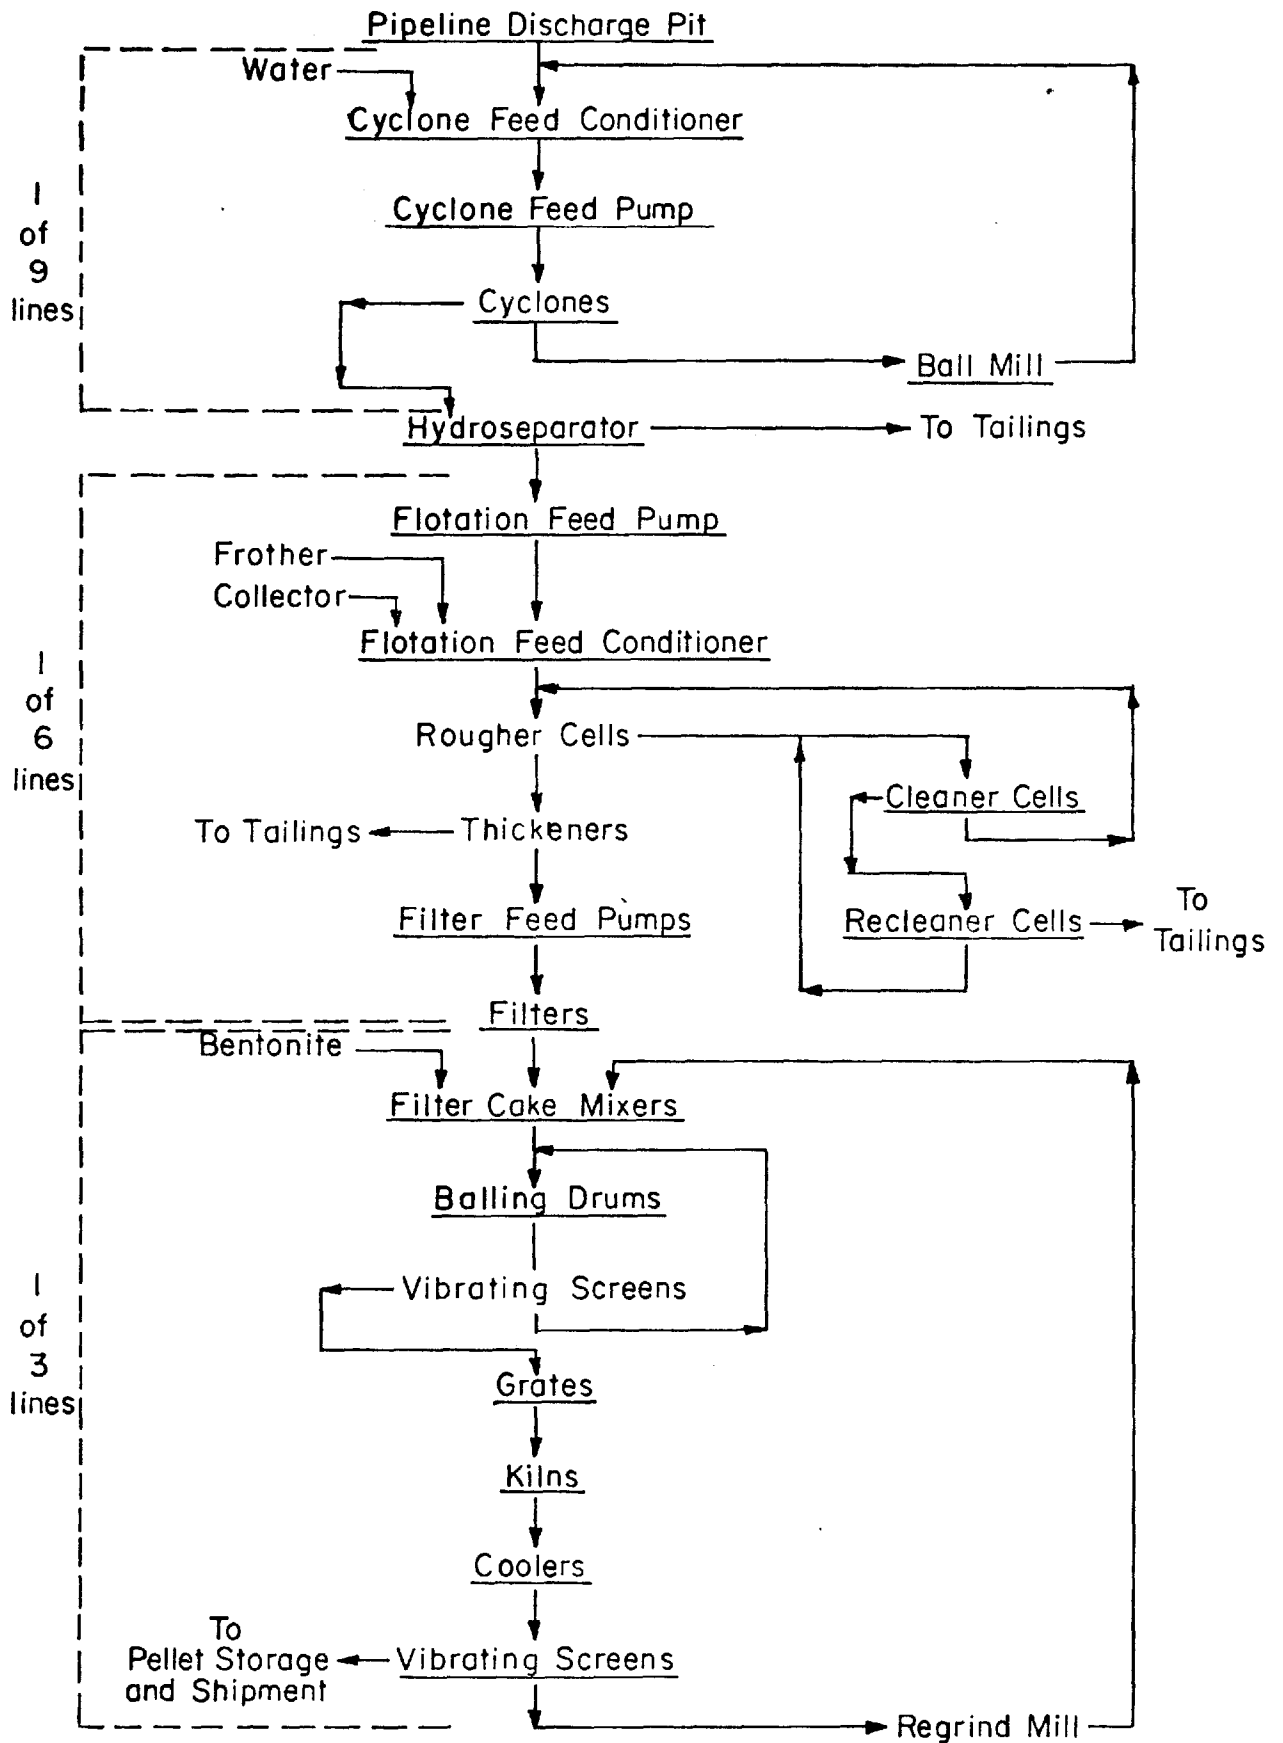 Pipeline Discharge Pit
Water
Cyclone Feed Conditioner
Cyclone Feed Pump
1
of
9
lines
Cyclones
Ball Mill
Hydroseparator
To Tailings
Flotation Feed Pump
Frother
Collector
Flotation Feed Conditioner
1
of
6
lines
Rougher Cells
Cleaner Cells
To Tailings
Thickeners
Filter Feed Pumps
Recleaner Cells
To
Tailings
Filters
Bentonite
Filter Cake Mixers
Balling Drums
Vibrating Screens
1
of
3
lines
Grates
Kilns
Coolers
To
Pellet Storage
and Shipment
Vibrating Screens
Regrind Mill